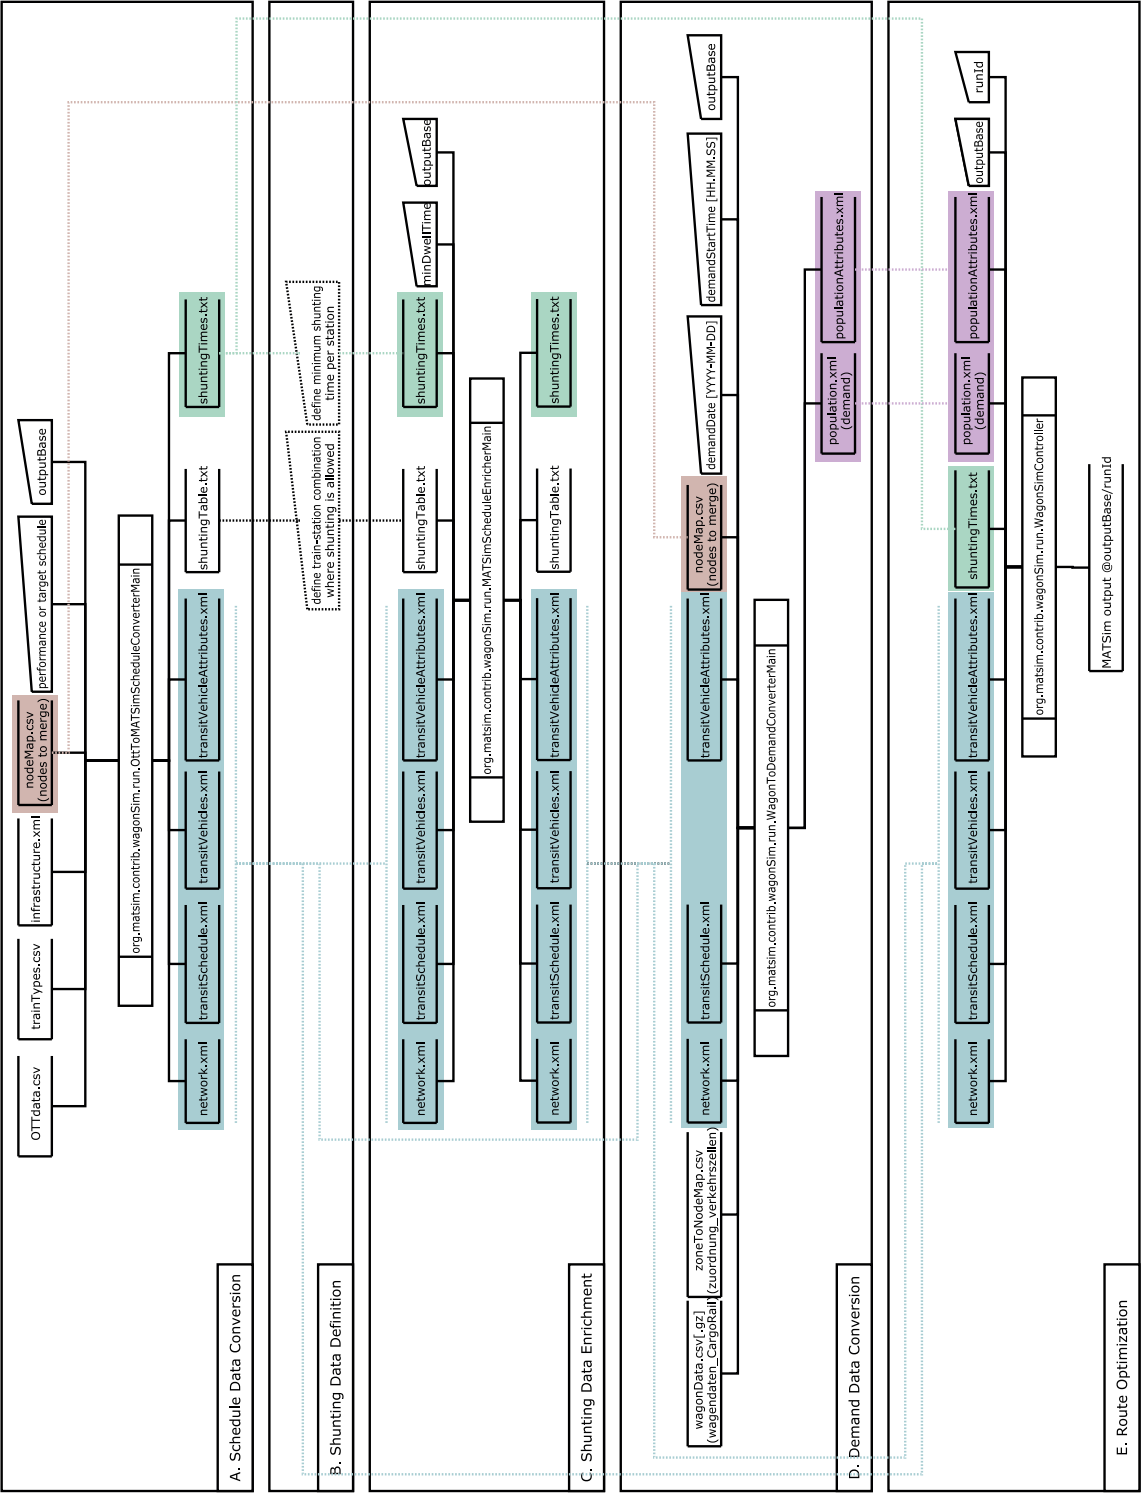 A. Schedule Data Conversion
OTTdata.csv
trainTypes.csv
infrastructure.xml
nodeMap.csv
(nodes to merge)
performance or target schedule
outputBase
org.matsim.contrib.wagonSim.run.OttToMATSimScheduleConverterMain
network.xml
transitSchedule.xml
transitVehicles.xml
transitVehicleAttributes.xml
shuntingTable.txt
shuntingTimes.txt
B. Shunting Data Definition
define train-station combination
where shunting is allowed
define minimum shunting
time per station
C. Shunting Data Enrichment
network.xml
transitSchedule.xml
transitVehicles.xml
transitVehicleAttributes.xml
shuntingTable.txt
shuntingTimes.txt
minDwellTime
outputBase
org.matsim.contrib.wagonSim.run.MATSimScheduleEnricherMain
network.xml
transitSchedule.xml
transitVehicles.xml
transitVehicleAttributes.xml
shuntingTable.txt
shuntingTimes.txt
D. Demand Data Conversion
wagonData.csv[.gz]
(wagendaten_CargoRail)
zoneToNodeMap.csv
(zuordnung_verkehrszellen)
network.xml
transitSchedule.xml
transitVehicleAttributes.xml
nodeMap.csv
(nodes to merge)
demandDate [YYYY-MM-DD]
demandStartTime [HH.MM.SS]
outputBase
org.matsim.contrib.wagonSim.run.WagonToDemandConverterMain
population.xml
(demand)
populationAttributes.xml
E. Route Optimization
network.xml
transitSchedule.xml
transitVehicles.xml
transitVehicleAttributes.xml
shuntingTimes.txt
population.xml
(demand)
populationAttributes.xml
outputBase
runId
org.matsim.contrib.wagonSim.run.WagonSimController
MATSim output @outputBase/runId